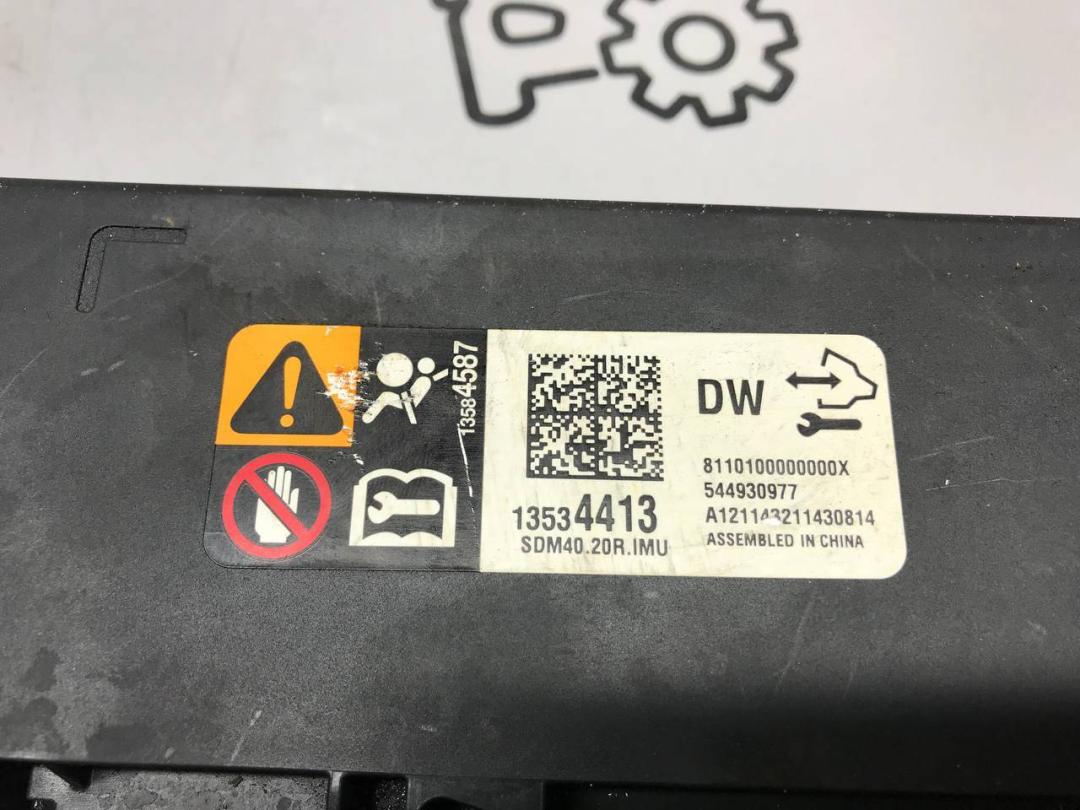 13584587
13534413
SDM40.20R.IMU
DW
8110100000000X
544930977
A121143211430814
ASSEMBLED IN CHINA